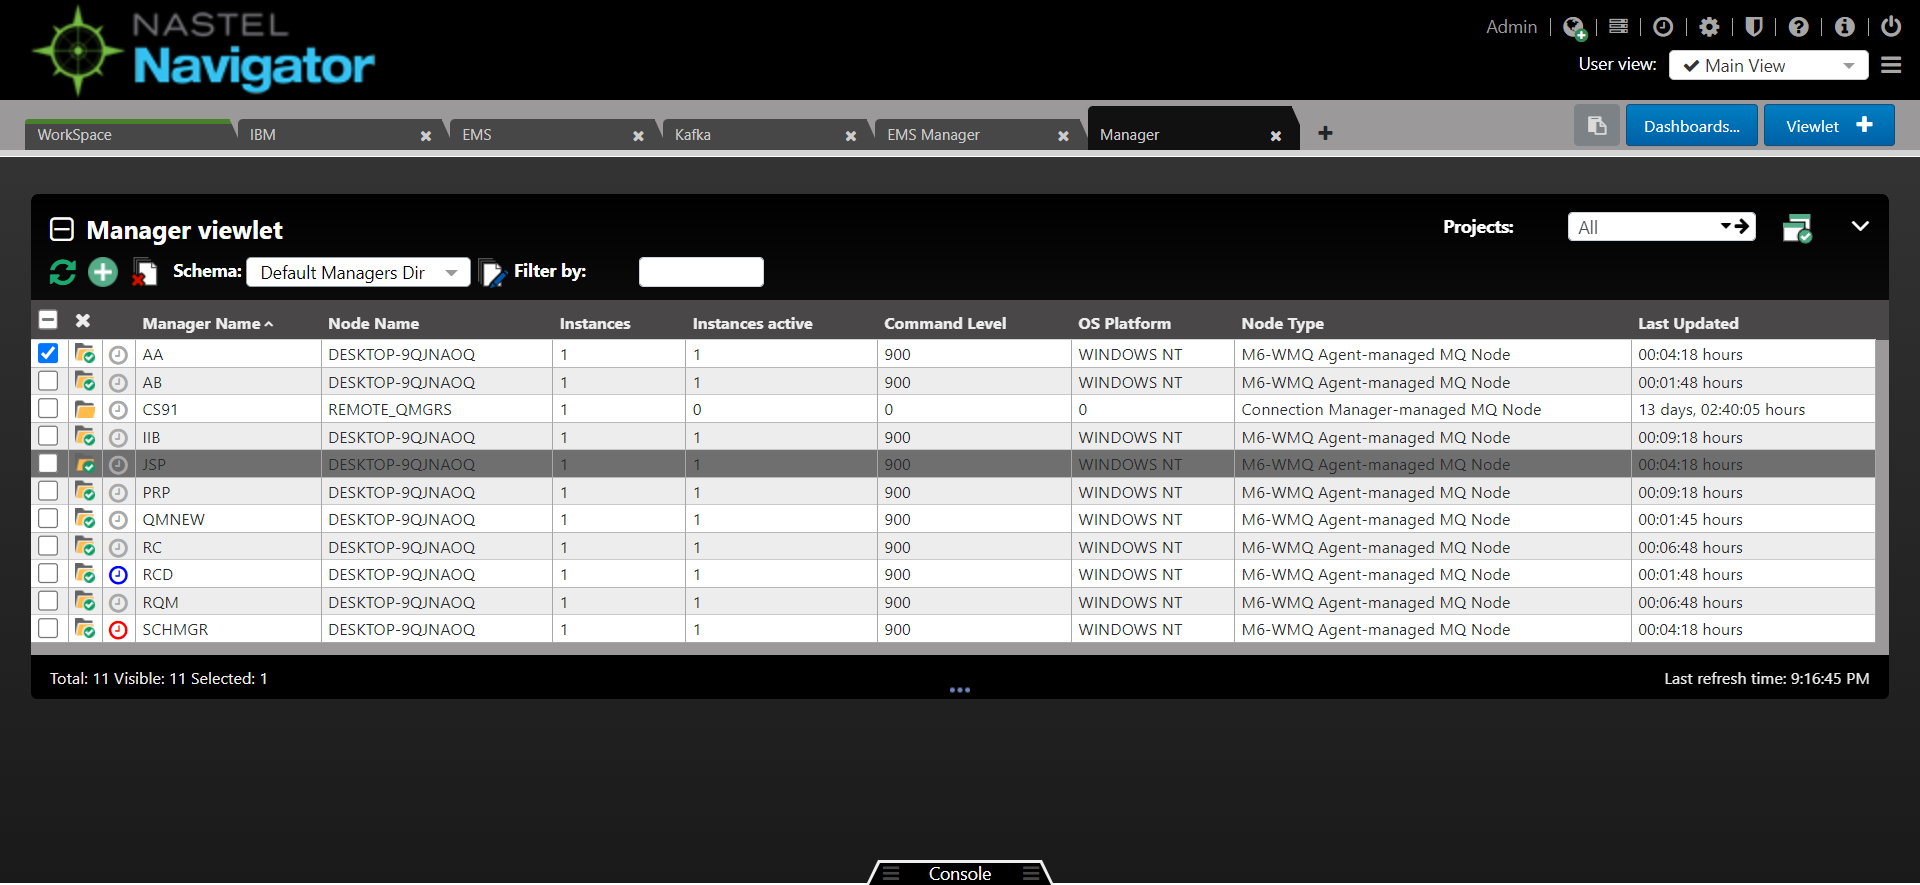 NASTEL
Navigator
Admin
User view: Main View
WorkSpace IBM EMS Kafka EMS Manager Manager
Dashboards... Viewlet
Manager viewlet
Projects: All
Schema: Default Managers Dir Filter by:
Manager Name Node Name Instances Instances active Command Level OS Platform Node Type Last Updated
AA DESKTOP-9QJNAOQ 1 1 900 WINDOWS NT M6-WMQ Agent-managed MQ Node 00:04:18 hours
AB DESKTOP-9QJNAOQ 1 1 900 WINDOWS NT M6-WMQ Agent-managed MQ Node 00:01:48 hours
CS91 REMOTE_QMGRS 1 0 0 0 Connection Manager-managed MQ Node 13 days, 02:40:05 hours
IIB DESKTOP-9QJNAOQ 1 1 900 WINDOWS NT M6-WMQ Agent-managed MQ Node 00:09:18 hours
JSP DESKTOP-9QJNAOQ 1 1 900 WINDOWS NT M6-WMQ Agent-managed MQ Node 00:04:18 hours
PRP DESKTOP-9QJNAOQ 1 1 900 WINDOWS NT M6-WMQ Agent-managed MQ Node 00:09:18 hours
QMNEW DESKTOP-9QJNAOQ 1 1 900 WINDOWS NT M6-WMQ Agent-managed MQ Node 00:01:45 hours
RC DESKTOP-9QJNAOQ 1 1 900 WINDOWS NT M6-WMQ Agent-managed MQ Node 00:06:48 hours
RCD DESKTOP-9QJNAOQ 1 1 900 WINDOWS NT M6-WMQ Agent-managed MQ Node 00:01:48 hours
RQM DESKTOP-9QJNAOQ 1 1 900 WINDOWS NT M6-WMQ Agent-managed MQ Node 00:06:48 hours
SCHMGR DESKTOP-9QJNAOQ 1 1 900 WINDOWS NT M6-WMQ Agent-managed MQ Node 00:04:18 hours
Total: 11 Visible: 11 Selected: 1
Last refresh time: 9:16:45 PM
Console